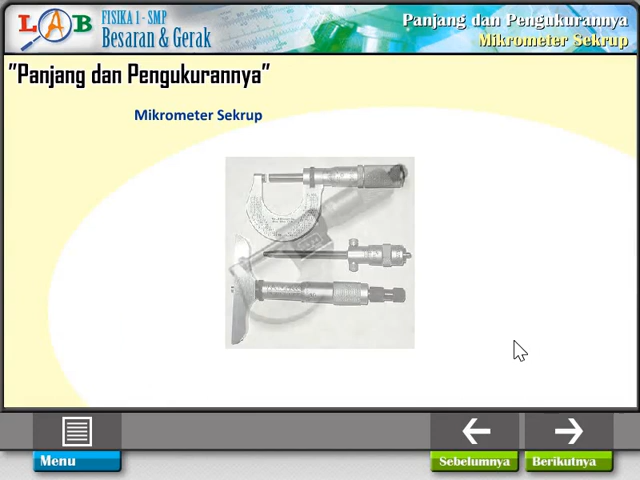 LAB
FISIKA 1 - SMP
Besaran & Gerak
Panjang dan Pengukurannya
Mikrometer Sekrup
"Panjang dan Pengukurannya"
Mikrometer Sekrup
Menu
Sebelumnya
Berikutnya